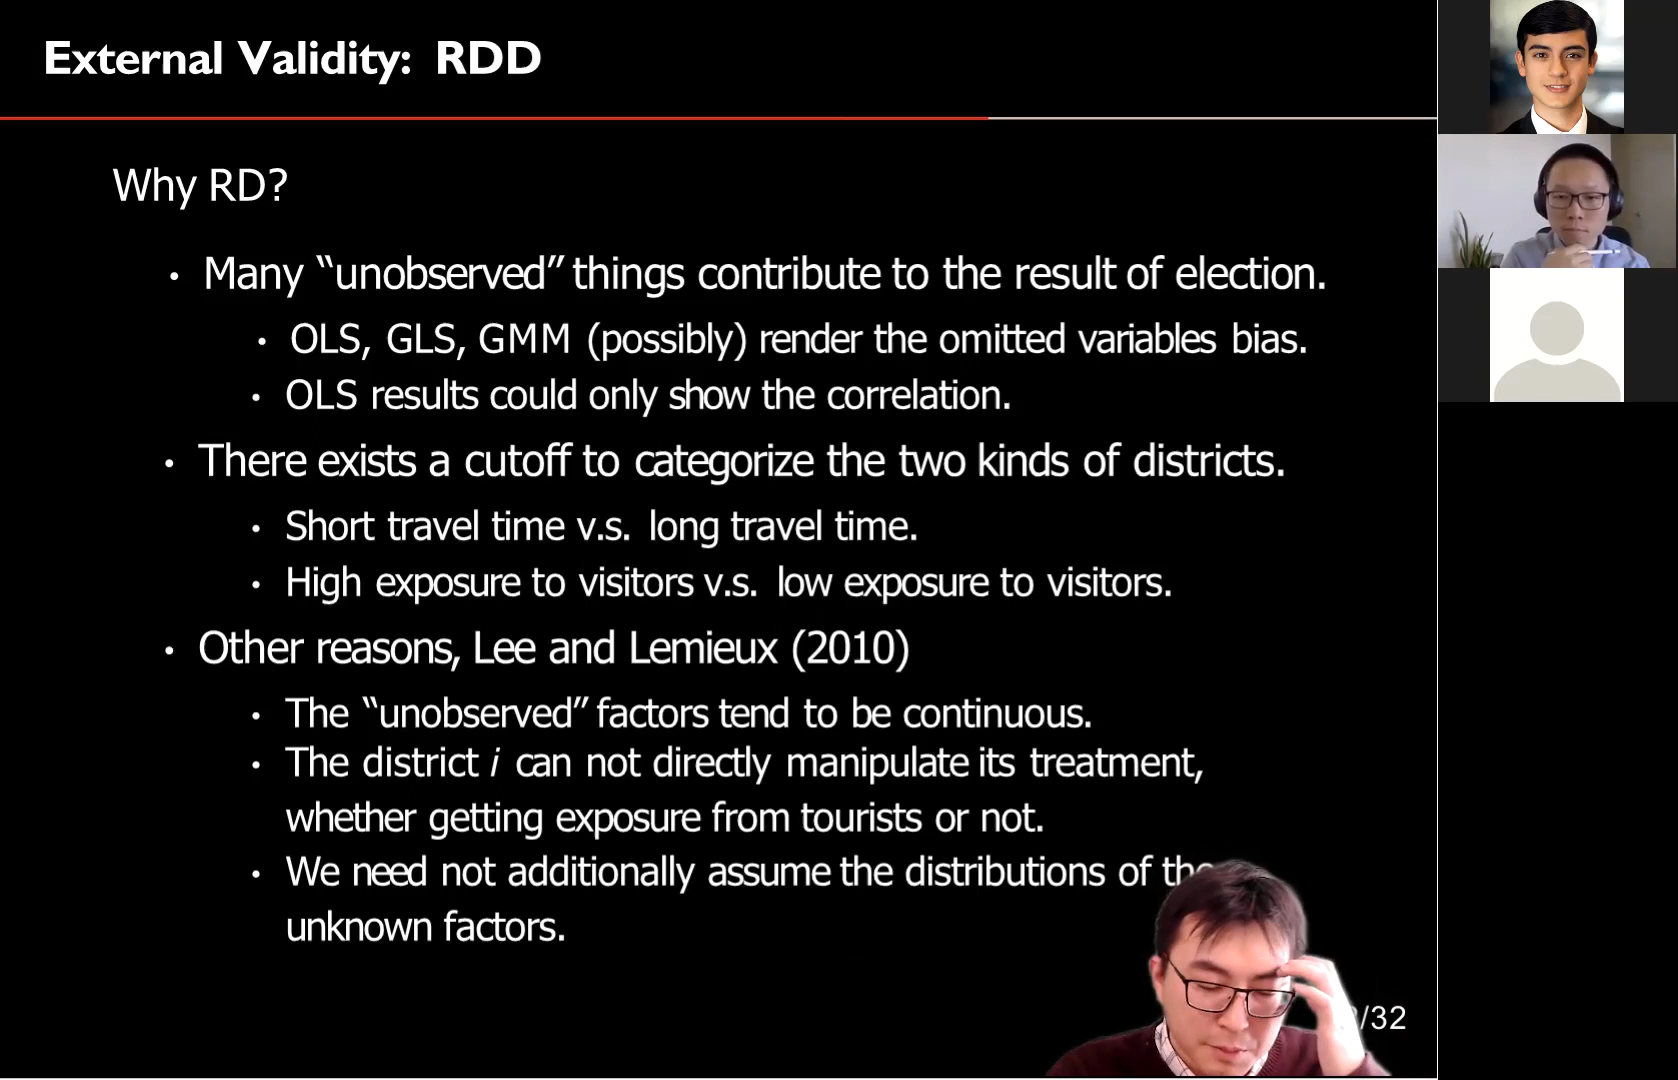 External Validity: RDD
Why RD?
• Many “unobserved” things contribute to the result of election.
• OLS, GLS, GMM (possibly) render the omitted variables bias.
• OLS results could only show the correlation.
• There exists a cutoff to categorize the two kinds of districts.
• Short travel time v.s. long travel time.
• High exposure to visitors v.s. low exposure to visitors.
• Other reasons, Lee and Lemieux (2010)
• The “unobserved” factors tend to be continuous.
• The district i can not directly manipulate its treatment,
whether getting exposure from tourists or not.
• We need not additionally assume the distributions of the
unknown factors.
/32